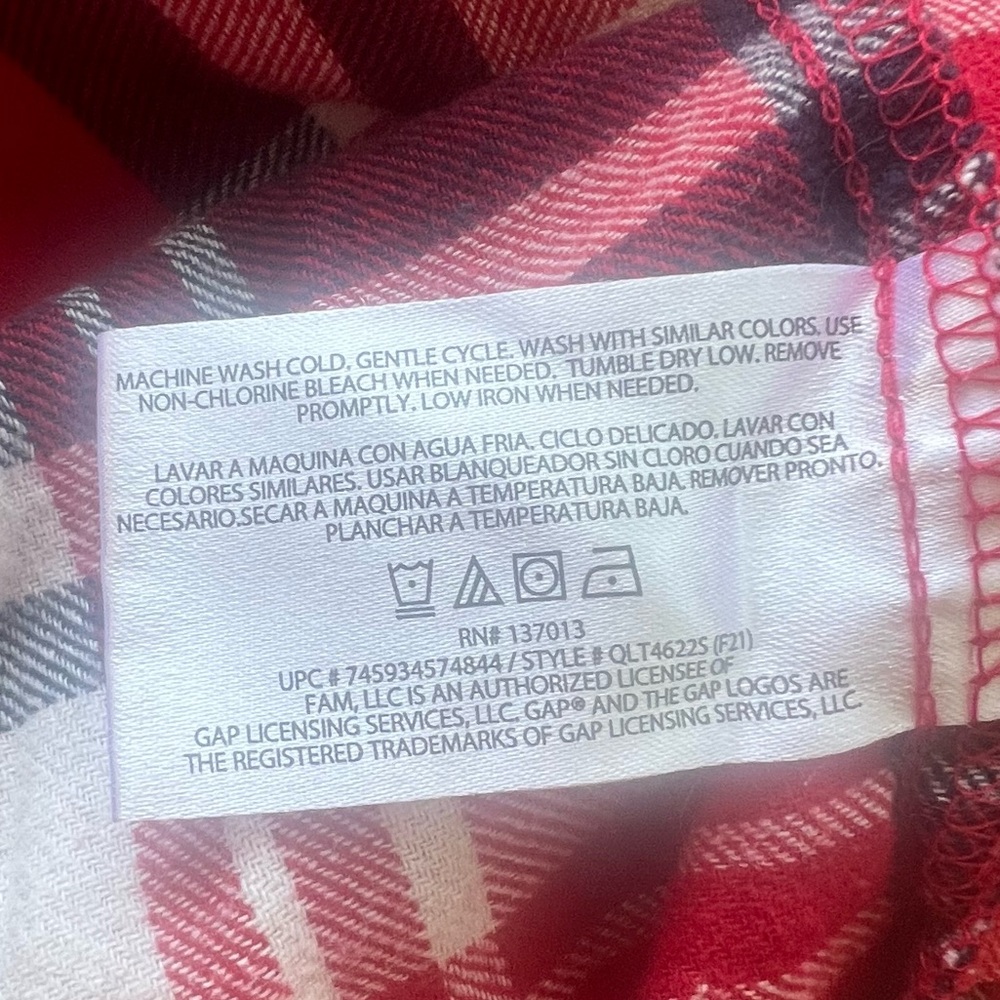 MACHINE WASH COLD. GENTLE CYCLE. WASH WITH SIMILAR COLORS. USE
NON-CHLORINE BLEACH WHEN NEEDED. TUMBLE DRY LOW. REMOVE
PROMPTLY. LOW IRON WHEN NEEDED.
LAVAR A MAQUINA CON AGUA FRIA. CICLO DELICADO. LAVAR CON
COLORES SIMILARES. USAR BLANQUEADOR SIN CLORO CUANDO SEA
NECESARIO.SECAR A MAQUINA A TEMPERATURA BAJA. REMOVER PRONTO.
PLANCHAR A TEMPERATURA BAJA.
RN# 137013
UPC # 745934574844 / STYLE # QLT4622S (F21)
FAM, LLC IS AN AUTHORIZED LICENSEE OF
GAP LICENSING SERVICES, LLC. GAP® AND THE GAP LOGOS ARE
THE REGISTERED TRADEMARKS OF GAP LICENSING SERVICES, LLC.